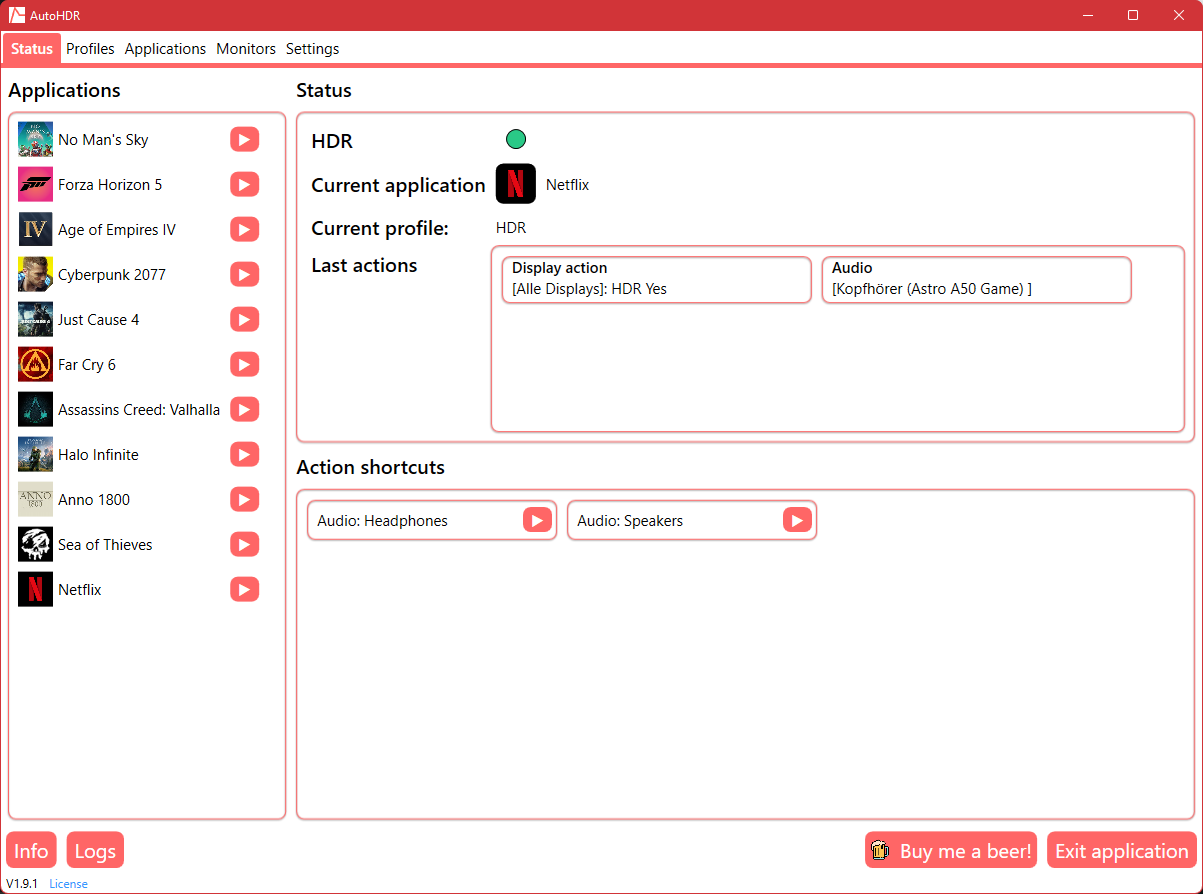 AutoHDR
Status Profiles Applications Monitors Settings
Applications
No Man's Sky
Forza Horizon 5
IV
Age of Empires IV
Cyberpunk 2077
Just Cause 4
Far Cry 6
Assassins Creed: Valhalla
Halo Infinite
ANNO
1800
Anno 1800
Sea of Thieves
N
Netflix
Status
HDR
Current application N Netflix
Current profile: HDR
Last actions
Display action
[Alle Displays]: HDR Yes
Audio
[Kopfhörer (Astro A50 Game) ]
Action shortcuts
Audio: Headphones
Audio: Speakers
Info Logs Buy me a beer! Exit application
V1.9.1 License